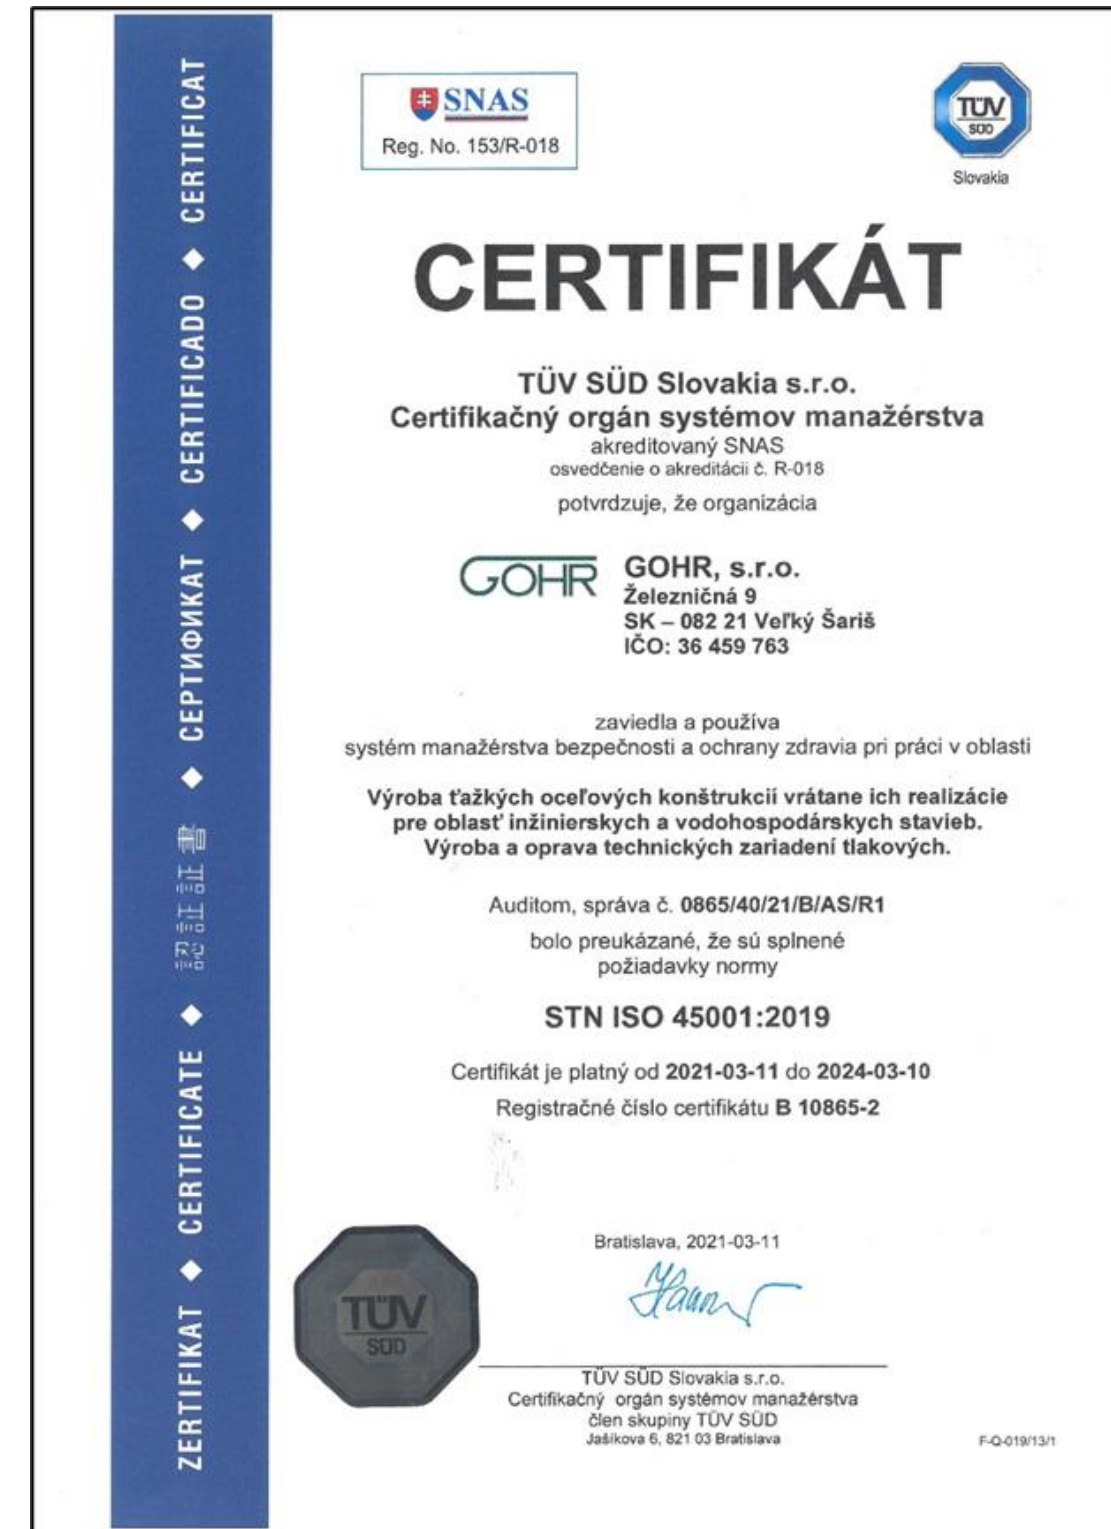 SNAS
Reg. No. 153/R-018
TÜV
SÜD
Slovakia
CERTIFIKÁT
TÜV SÜD Slovakia s.r.o.
Certifikačný orgán systémov manažérstva
akreditovaný SNAS
osvedčenie o akreditácii č. R-018
potvrdzuje, že organizácia
GOHR
GOHR, s.r.o.
Železničná 9
SK – 082 21 Veľký Šariš
IČO: 36 459 763
zaviedla a používa
systém manažérstva bezpečnosti a ochrany zdravia pri práci v oblasti
Výroba ťažkých oceľových konštrukcií vrátane ich realizácie
pre oblasť inžinierskych a vodohospodárskych stavieb.
Výroba a oprava technických zariadení tlakových.
Auditom, správa č. 0865/40/21/B/AS/R1
bolo preukázané, že sú splnené
požiadavky normy
STN ISO 45001:2019
Certifikát je platný od 2021-03-11 do 2024-03-10
Registračné číslo certifikátu B 10865-2
Bratislava, 2021-03-11
TÜV
SÜD
TÜV SÜD Slovakia s.r.o.
Certifikačný orgán systémov manažérstva
člen skupiny TÜV SÜD
Jašíkova 6, 821 03 Bratislava
F-Q-019/13/1
ZERTIFIKAT ◆ CERTIFICATE ◆ 認証証書 ◆ СЕРТИФИКАТ ◆ CERTIFICADO ◆ CERTIFICAT